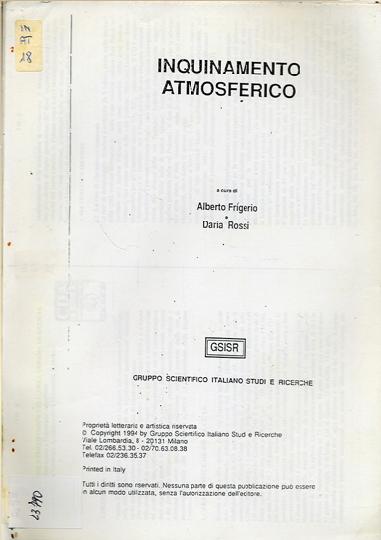 28
INQUINAMENTO
ATMOSFERICO
a cura di
Alberto Frigerio
e
Daria Rossi
GSISR
GRUPPO SCIENTIFICO ITALIANO STUDI E RICERCHE
Proprietà letteraria e artistica riservata
© Copyright 1994 by Gruppo Scientifico Italiano Studi e Ricerche
Viale Lombardia, 8 - 20131 Milano
Tel. 02/266.53.30 - 02/70.63.08.38
Telefax 02/236.35.37
Printed in Italy
Tutti i diritti sono riservati. Nessuna parte di questa pubblicazione può essere
in alcun modo utilizzata, senza l'autorizzazione dell'editore.